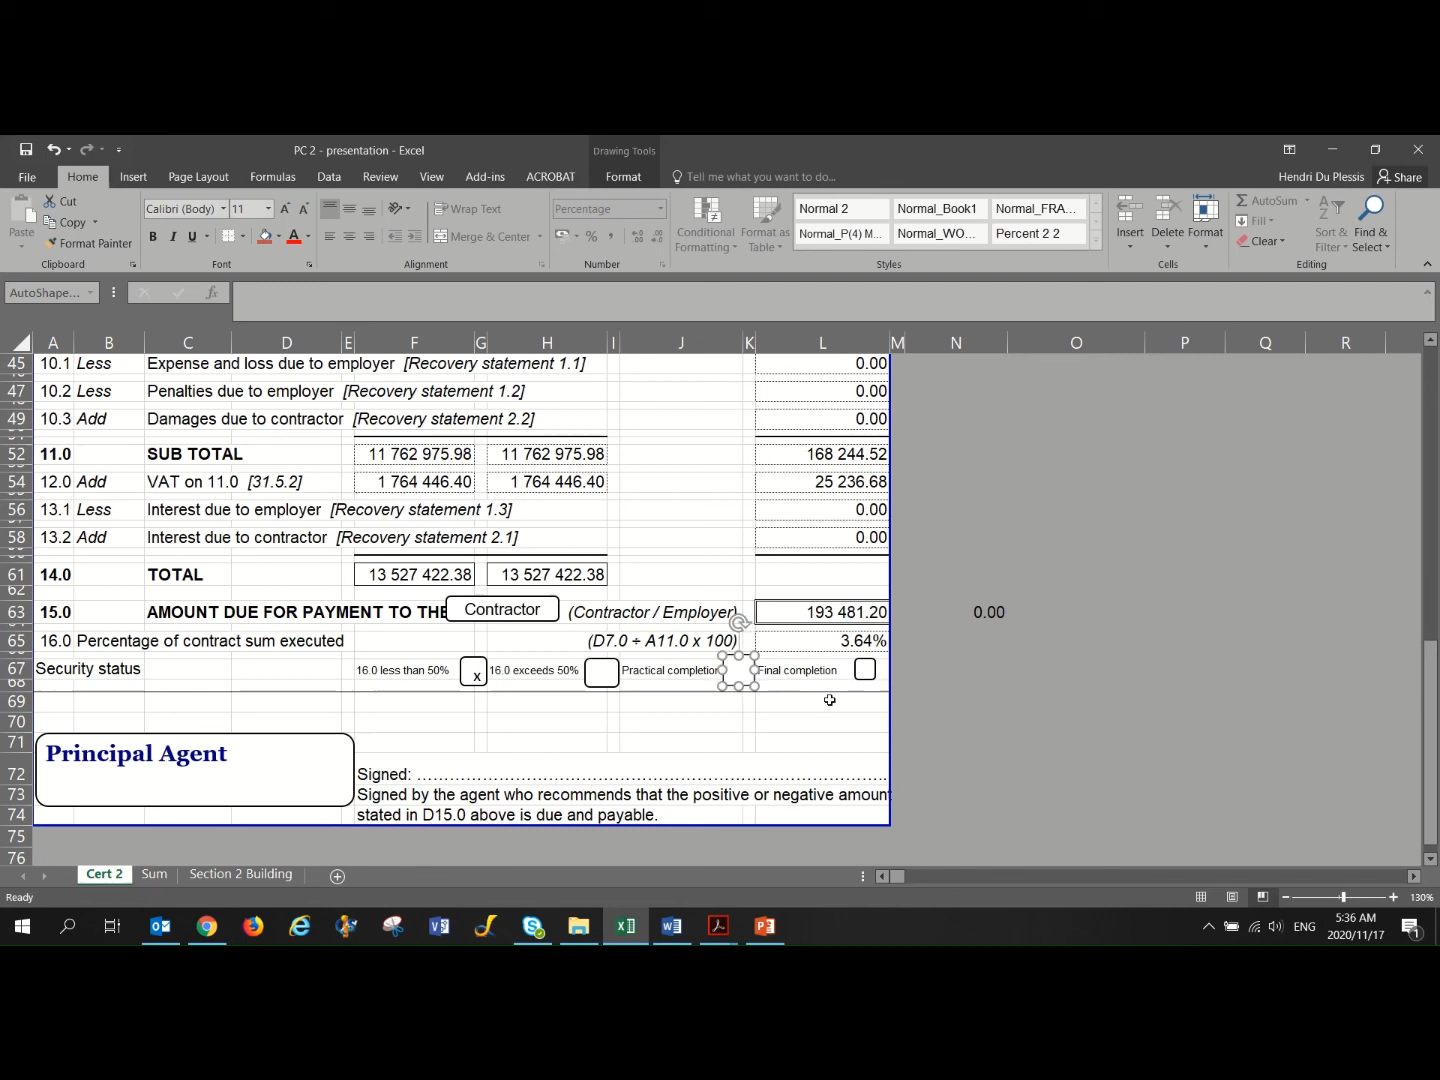 PC 2 - presentation - Excel
Drawing Tools
File Home Insert Page Layout Formulas Data Review View Add-ins ACROBAT Format Tell me what you want to do... Hendri Du Plessis Share
Cut
Copy
Format Painter
Paste
Clipboard
Calibri (Body) 11
B I U
Font
Wrap Text
Merge & Center
Alignment
Percentage
%
Number
Conditional Formatting
Format as Table
Normal 2 Normal_Book1 Normal_FRA...
Normal_P(4) M... Normal_WO... Percent 2 2
Styles
Insert Delete Format
Cells
AutoSum
Fill
Clear
Sort & Filter
Find & Select
Editing
AutoShape...
fx
A B C D E F G H I J K L M N O P Q R
45 10.1 Less Expense and loss due to employer [Recovery statement 1.1] 0.00
47 10.2 Less Penalties due to employer [Recovery statement 1.2] 0.00
49 10.3 Add Damages due to contractor [Recovery statement 2.2] 0.00
52 11.0 SUB TOTAL 11 762 975.98 11 762 975.98 168 244.52
54 12.0 Add VAT on 11.0 [31.5.2] 1 764 446.40 1 764 446.40 25 236.68
56 13.1 Less Interest due to employer [Recovery statement 1.3] 0.00
58 13.2 Add Interest due to contractor [Recovery statement 2.1] 0.00
61 14.0 TOTAL 13 527 422.38 13 527 422.38
62
63 15.0 AMOUNT DUE FOR PAYMENT TO THE Contractor (Contractor / Employer) 193 481.20 0.00
65 16.0 Percentage of contract sum executed (D7.0 ÷ A11.0 x 100) 3.64%
67 Security status 16.0 less than 50% x 16.0 exceeds 50% Practical completion Final completion
68
69
70
71
Principal Agent
72 Signed: ......................................................................................
73 Signed by the agent who recommends that the positive or negative amount
74 stated in D15.0 above is due and payable.
75
76
Cert 2 Sum Section 2 Building
Ready
130%
ENG
5:36 AM
2020/11/17
1